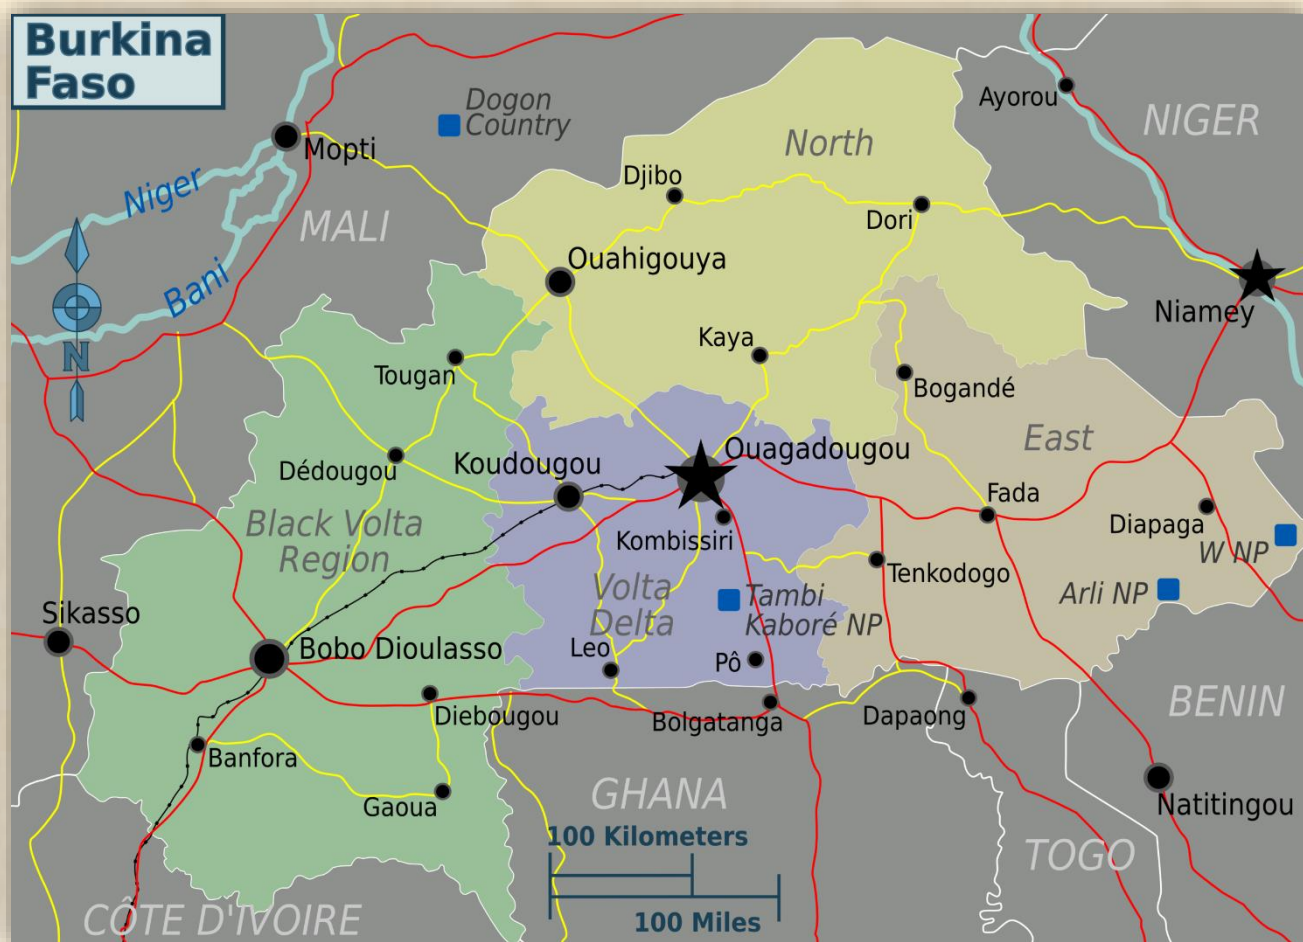 Burkina
Faso
Dogon
Country
Ayorou
NIGER
North
Mopti
Niger
Djibo
MALI
Dori
Ouahigouya
Bani
Niamey
N
Kaya
Tougan
Bogandé
East
Ouagadougou
Koudougou
Dédougou
Fada
Black Volta
Region
Diapaga
Kombissiri
W NP
Tenkodogo
Volta
Delta
Tambi
Kaboré NP
Arli NP
Sikasso
Bobo Dioulasso
Leo
Pô
BENIN
Diebougou
Bolgatanga
Dapaong
Banfora
Gaoua
GHANA
Natitingou
100 Kilometers
TOGO
100 Miles
CÔTE D'IVOIRE